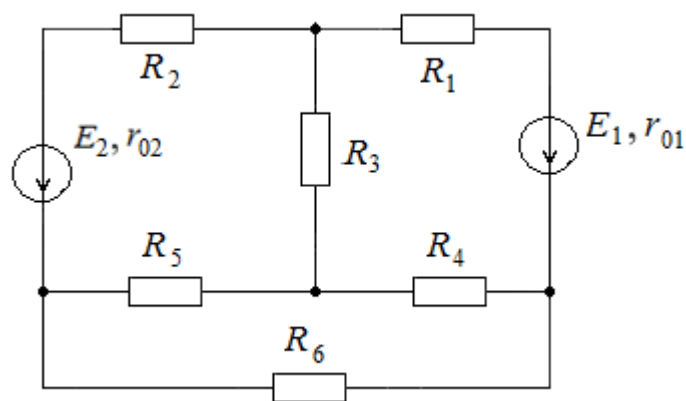 R₂
R₁
E₂, r₀₂
R₃
E₁, r₀₁
R₅
R₄
R₆